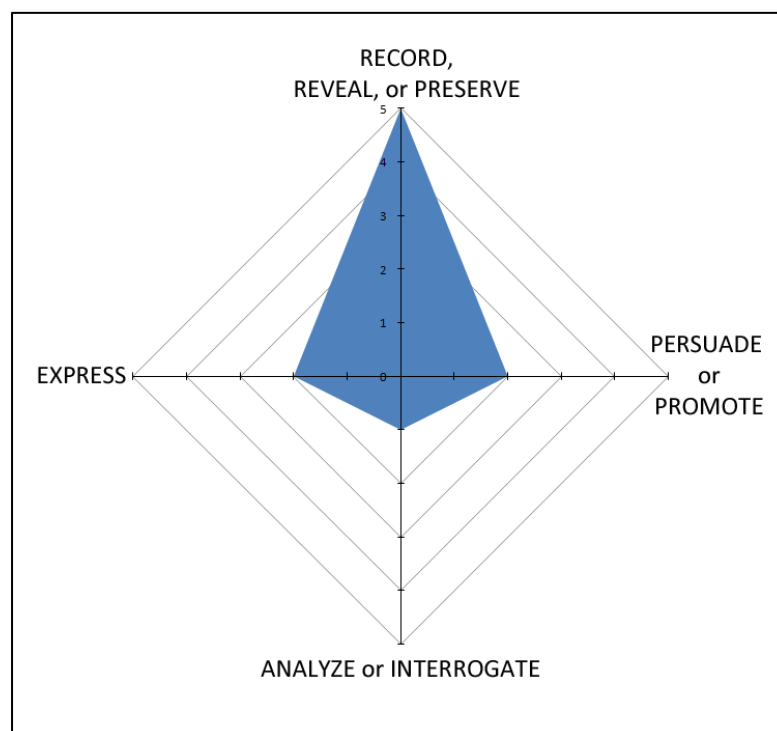 RECORD,
REVEAL, or PRESERVE
5
4
3
2
1
0
EXPRESS
PERSUADE
or
PROMOTE
ANALYZE or INTERROGATE